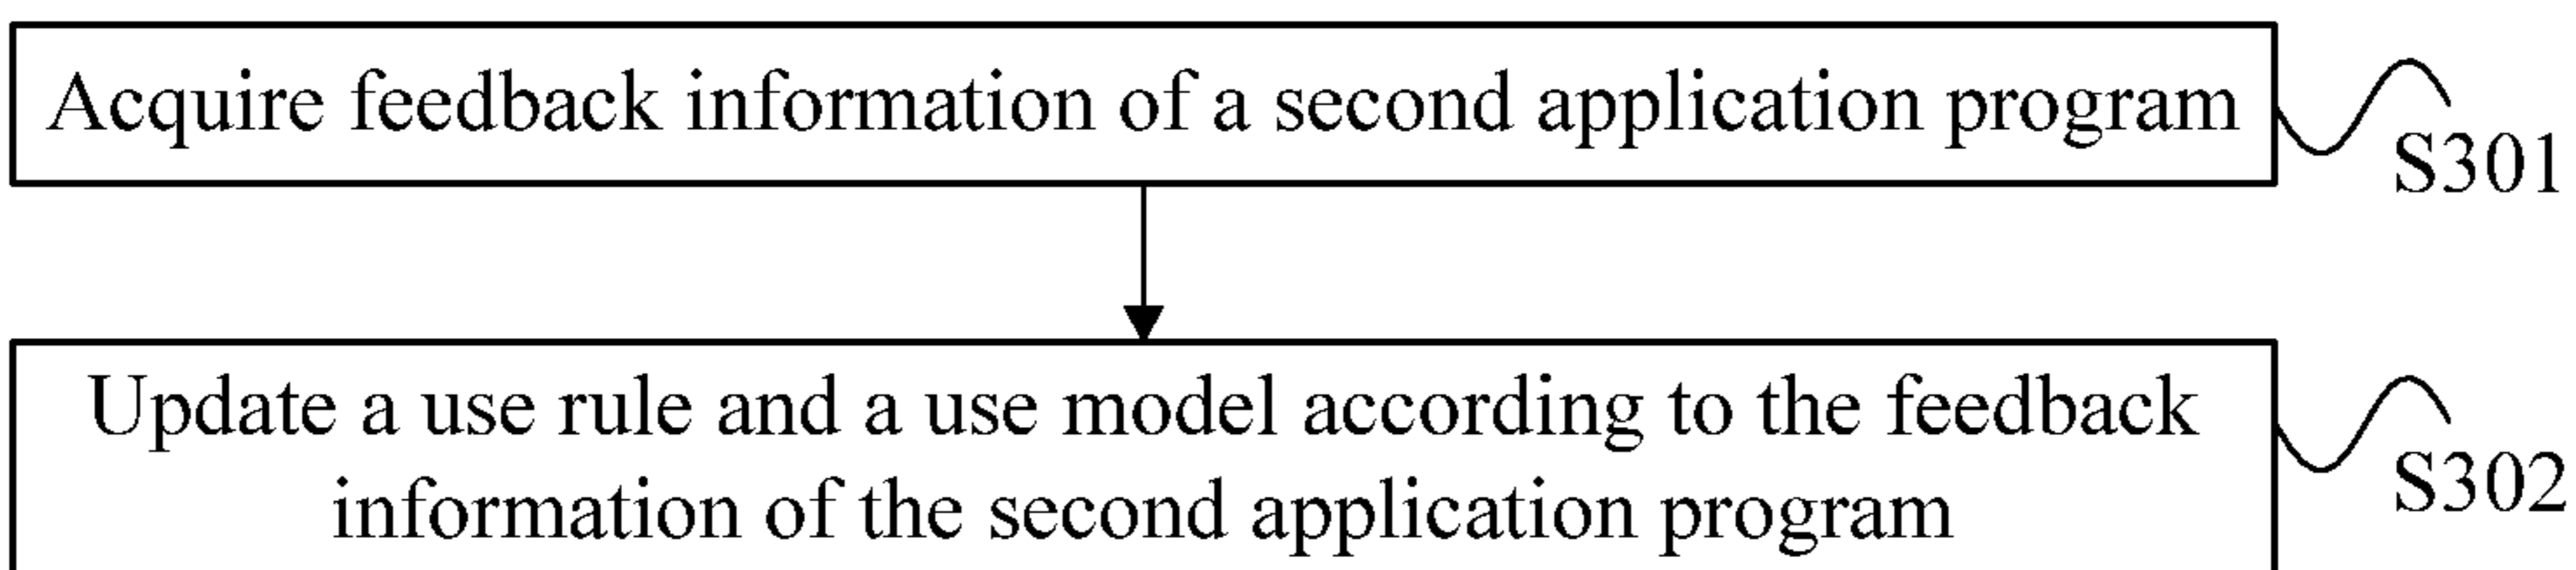 Acquire feedback information of a second application program
S301
Update a use rule and a use model according to the feedback
information of the second application program
S302